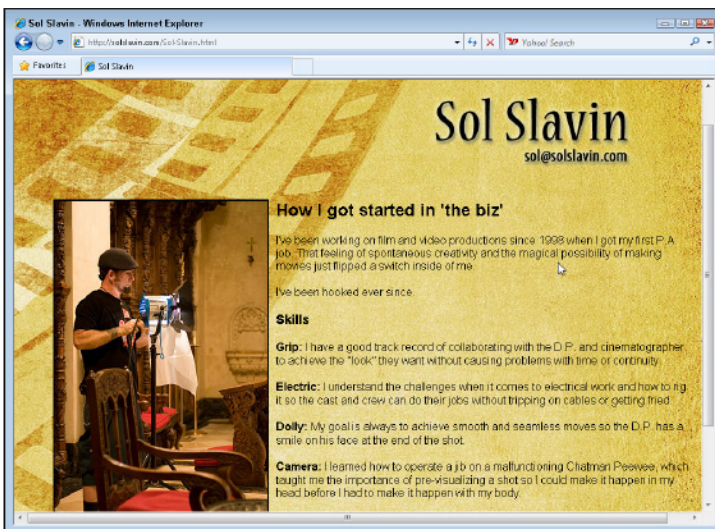 Sol Slavin - Windows Internet Explorer
http://solslavin.com/Sol-Slavin.html
Yahoo! Search
Favorites
Sol Slavin
Sol Slavin
sol@solslavin.com
How I got started in 'the biz'
I've been working on film and video productions since 1998 when I got my first P.A.
job. That feeling of spontaneous creativity and the magical possibility of making
movies just flipped a switch inside of me.
I've been hooked ever since.
Skills
Grip: I have a good track record of collaborating with the D.P. and cinematographer
to achieve the "look" they want without causing problems with time or continuity.
Electric: I understand the challenges when it comes to electrical work and how to rig
it so the cast and crew can do their jobs without tripping on cables or getting fried.
Dolly: My goal is always to achieve smooth and seamless moves so the D.P. has a
smile on his face at the end of the shot.
Camera: I learned how to operate a jib on a malfunctioning Chatman Peewee, which
taught me the importance of pre-visualizing a shot so I could make it happen in my
head before I had to make it happen with my body.